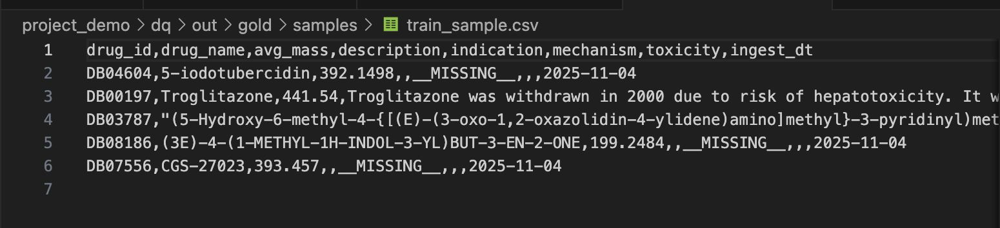 project_demo > dq > out > gold > samples > train_sample.csv
1 drug_id,drug_name,avg_mass,description,indication,mechanism,toxicity,ingest_dt
2 DB04604,5-iodotubercidin,392.1498,,__MISSING__,,,2025-11-04
3 DB00197,Troglitazone,441.54,Troglitazone was withdrawn in 2000 due to risk of hepatotoxicity. It
4 DB03787,"(5-Hydroxy-6-methyl-4-{[(E)-(3-oxo-1,2-oxazolidin-4-ylidene)amino]methyl}-3-pyridinyl)met
5 DB08186,(3E)-4-(1-METHYL-1H-INDOL-3-YL)BUT-3-EN-2-ONE,199.2484,,__MISSING__,,,2025-11-04
6 DB07556,CGS-27023,393.457,,__MISSING__,,,2025-11-04
7